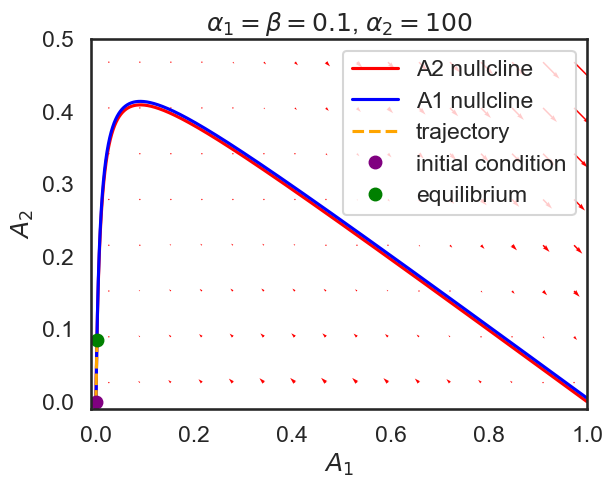 α₁ = β = 0.1, α₂ = 100
A2 nullcline
A1 nullcline
trajectory
initial condition
equilibrium
A₂
0.5
0.4
0.3
0.2
0.1
0.0
0.0 0.2 0.4 0.6 0.8 1.0
A₁